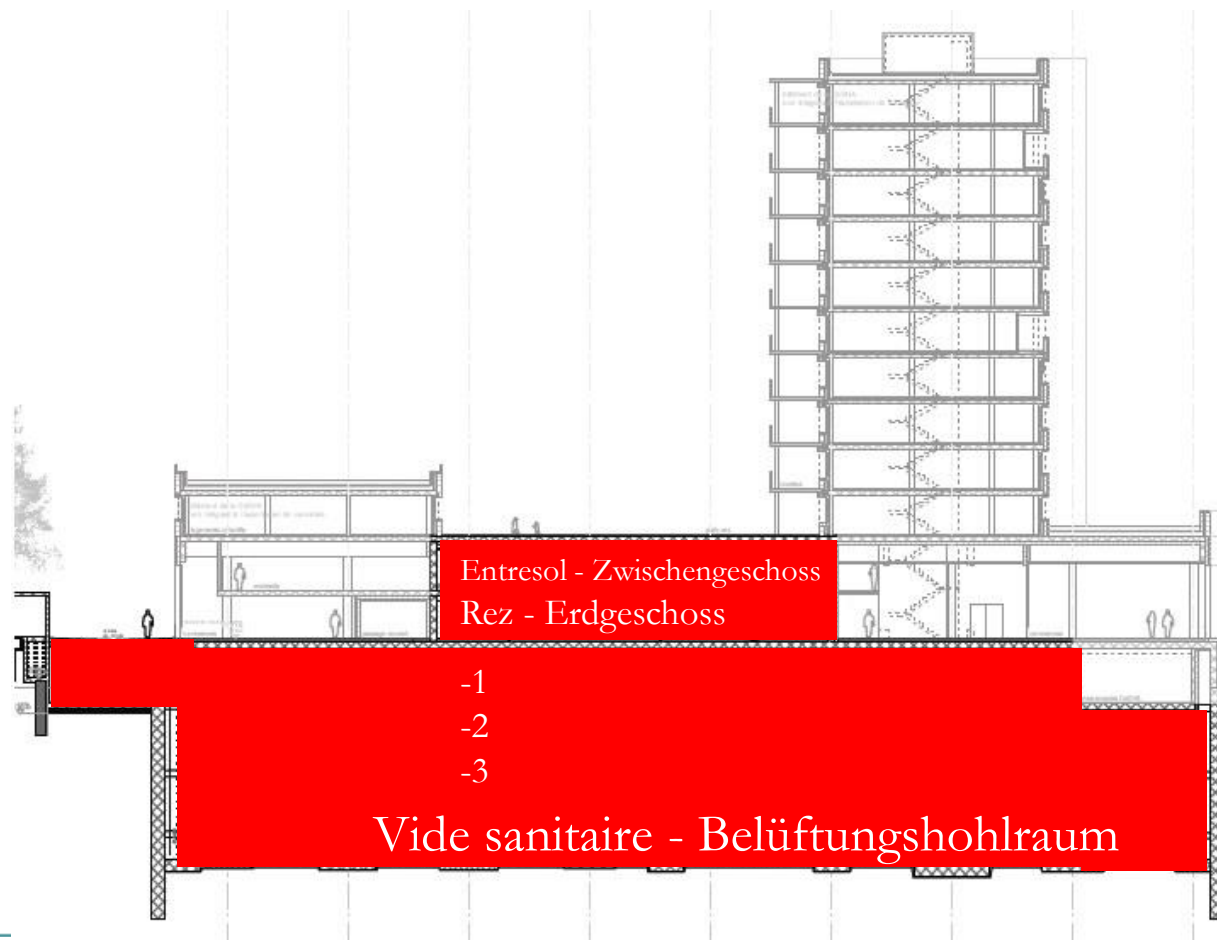 Entresol - Zwischengeschoss
Rez - Erdgeschoss
-1
-2
-3
Vide sanitaire - Belüftungshohlraum